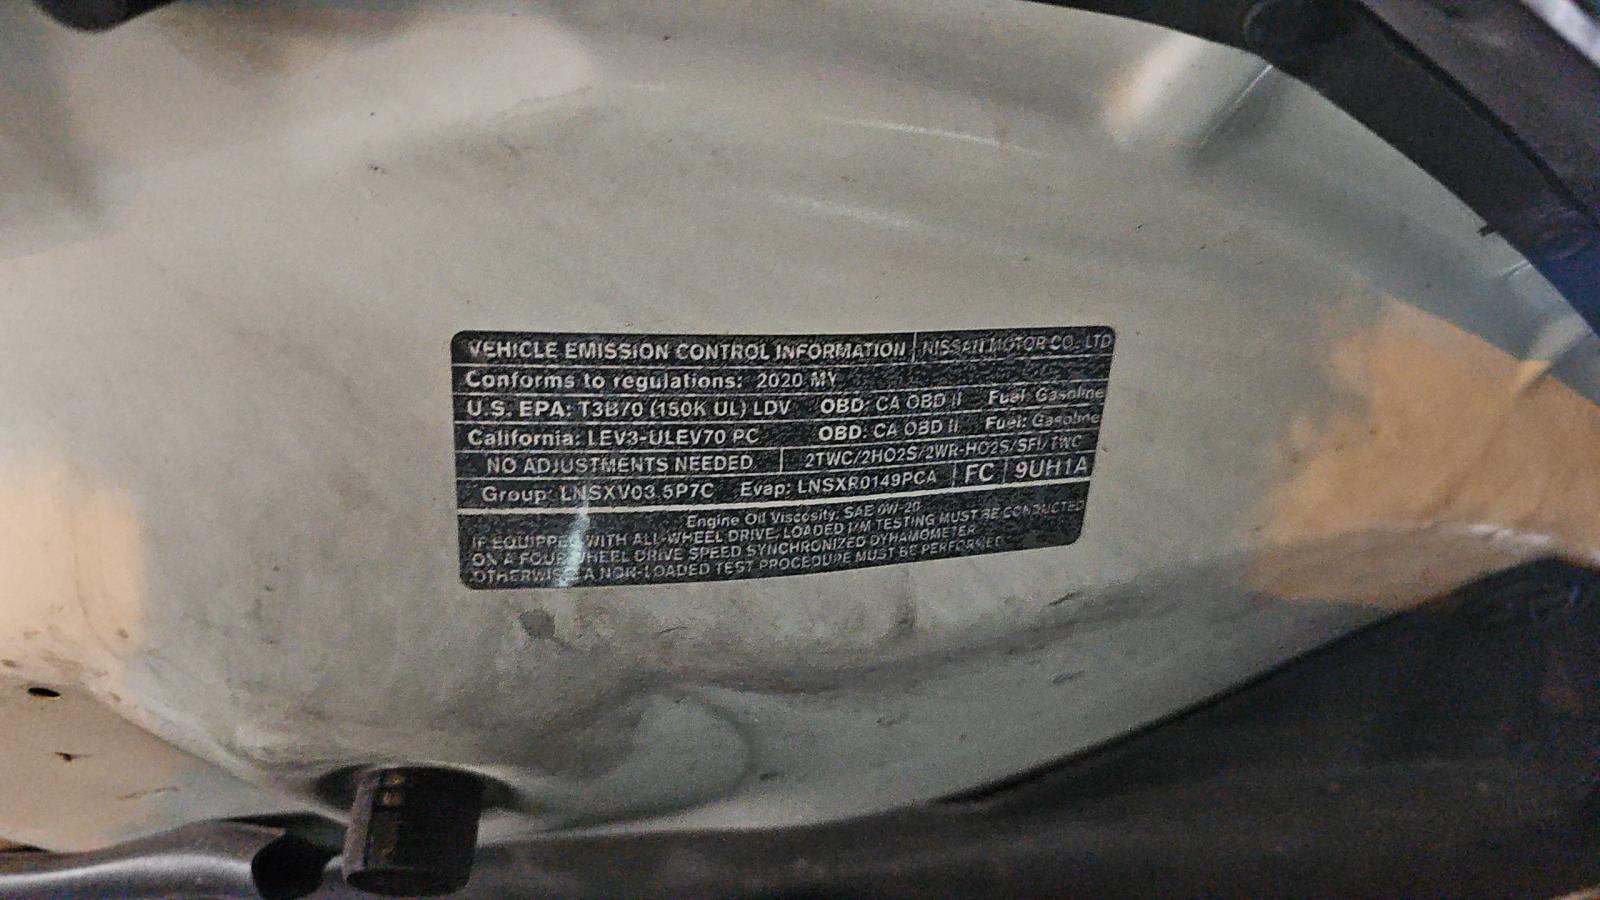 VEHICLE EMISSION CONTROL INFORMATION NISSAN MOTOR CO., LTD
Conforms to regulations: 2020 MY
U.S. EPA: T3B70 (150K UL) LDV OBD: CA OBD II Fuel: Gasoline
California: LEV3-ULEV70 PC OBD: CA OBD II Fuel: Gasoline
NO ADJUSTMENTS NEEDED 2TWC/2HO2S/2WR-HO2S/SFI/TWC
Group: LNSXV03.5P7C Evap: LNSXR0149PCA FC 9UH1A
Engine Oil Viscosity: SAE 0W-20
IF EQUIPPED WITH ALL-WHEEL DRIVE, LOADED I/M TESTING MUST BE CONDUCTED
ON A FOUR-WHEEL DRIVE SPEED SYNCHRONIZED DYNAMOMETER
OTHERWISE A NON-LOADED TEST PROCEDURE MUST BE PERFORMED